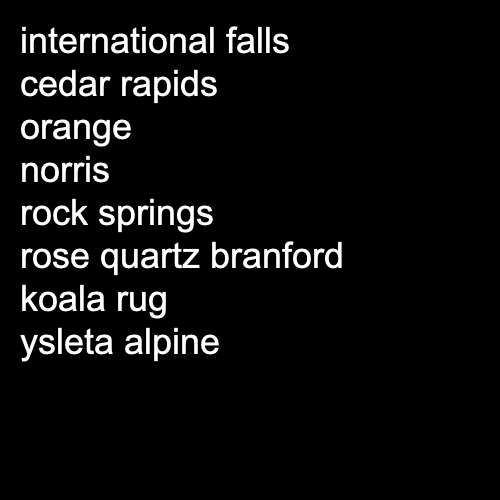 international falls
cedar rapids
orange
norris
rock springs
rose quartz branford
koala rug
ysleta alpine